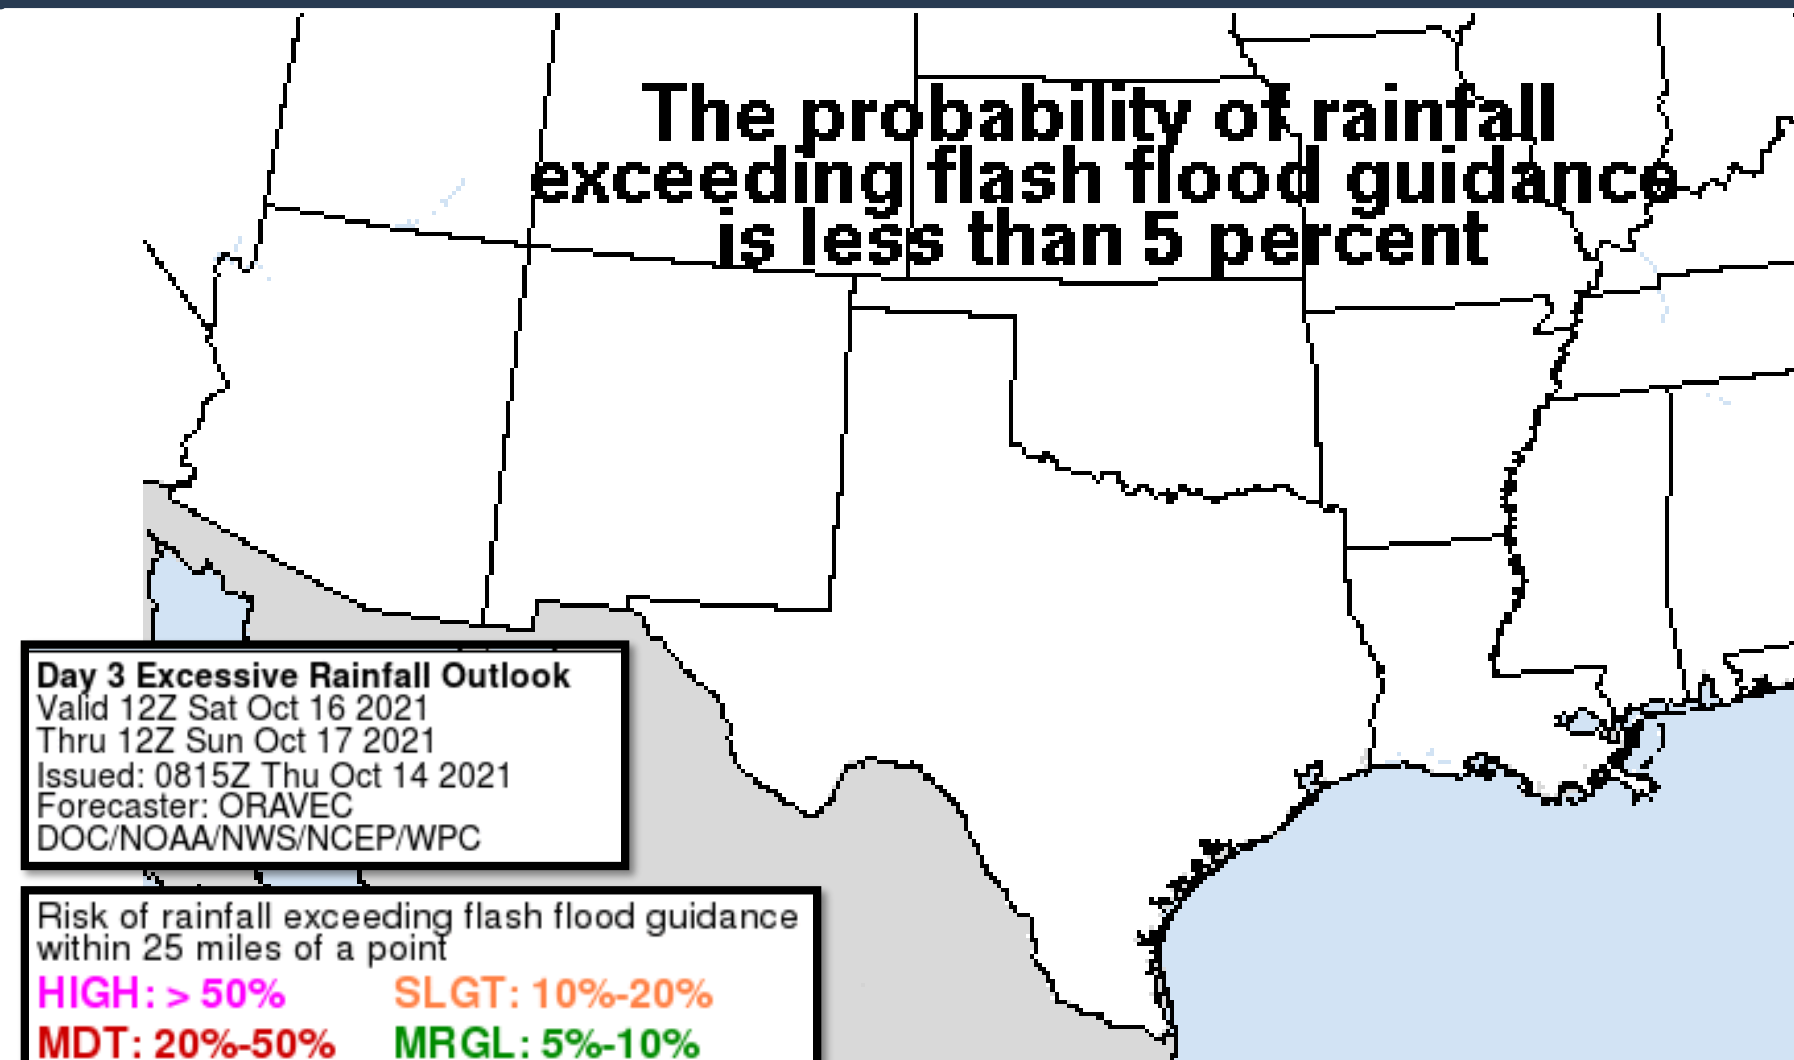 The probability of rainfall
exceeding flash flood guidance
is less than 5 percent
Day 3 Excessive Rainfall Outlook
Valid 12Z Sat Oct 16 2021
Thru 12Z Sun Oct 17 2021
Issued: 0815Z Thu Oct 14 2021
Forecaster: ORAVEC
DOC/NOAA/NWS/NCEP/WPC
Risk of rainfall exceeding flash flood guidance
within 25 miles of a point
HIGH: > 50% SLGT: 10%-20%
MDT: 20%-50% MRGL: 5%-10%